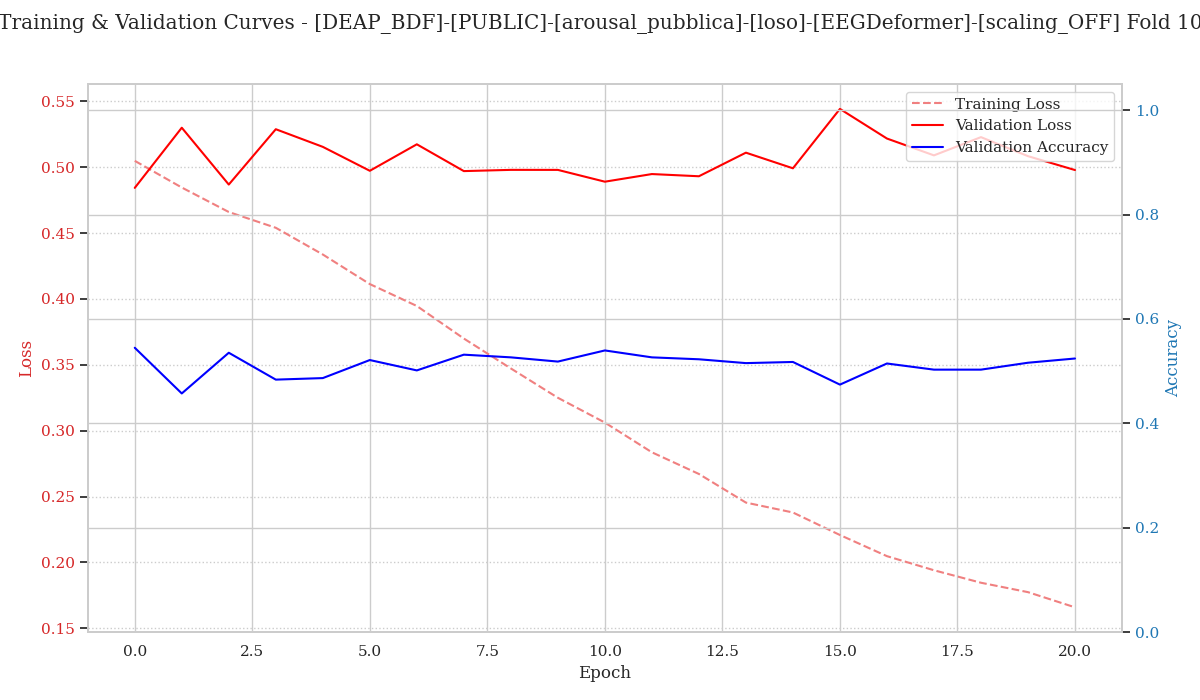 Training & Validation Curves - [DEAP_BDF]-[PUBLIC]-[arousal_pubblica]-[loso]-[EEGDeformer]-[scaling_OFF] Fold 10
Training Loss
Validation Loss
Validation Accuracy
Loss
0.55
0.50
0.45
0.40
0.35
0.30
0.25
0.20
0.15
1.0
0.8
0.6
0.4
0.2
0.0
Accuracy
0.0 2.5 5.0 7.5 10.0 12.5 15.0 17.5 20.0
Epoch